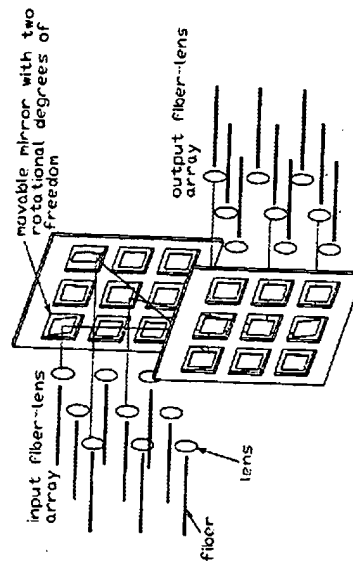 movable mirror with two
rotational degrees of
freedom
input fiber-lens
array
output fiber-lens
array
lens
fiber